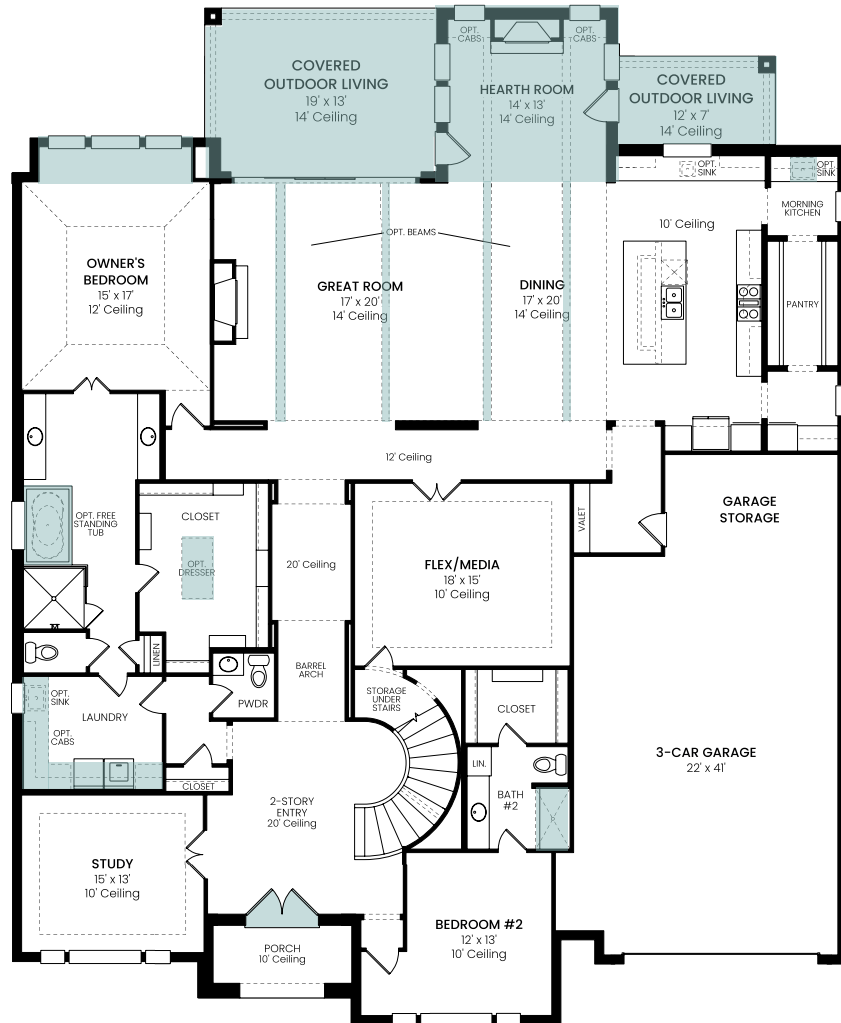 COVERED
OUTDOOR LIVING
19' x 13'
14' Ceiling
OPT.
CABS
OPT.
CABS
HEARTH ROOM
14' x 13'
14' Ceiling
COVERED
OUTDOOR LIVING
12' x 7'
14' Ceiling
OPT.
SINK
OPT.
SINK
MORNING
KITCHEN
10' Ceiling
OPT. BEAMS
OWNER'S
BEDROOM
15' x 17'
12' Ceiling
GREAT ROOM
17' x 20'
14' Ceiling
DINING
17' x 20'
14' Ceiling
PANTRY
12' Ceiling
OPT. FREE
STANDING
TUB
CLOSET
OPT.
DRESSER
20' Ceiling
FLEX/MEDIA
18' x 15'
10' Ceiling
VALET
GARAGE
STORAGE
LINEN
BARREL
ARCH
PWDR
STORAGE
UNDER
STAIRS
CLOSET
OPT.
SINK
OPT.
CABS
LAUNDRY
CLOSET
LIN.
BATH
#2
3-CAR GARAGE
22' x 41'
2-STORY
ENTRY
20' Ceiling
STUDY
15' x 13'
10' Ceiling
PORCH
10' Ceiling
BEDROOM #2
12' x 13'
10' Ceiling